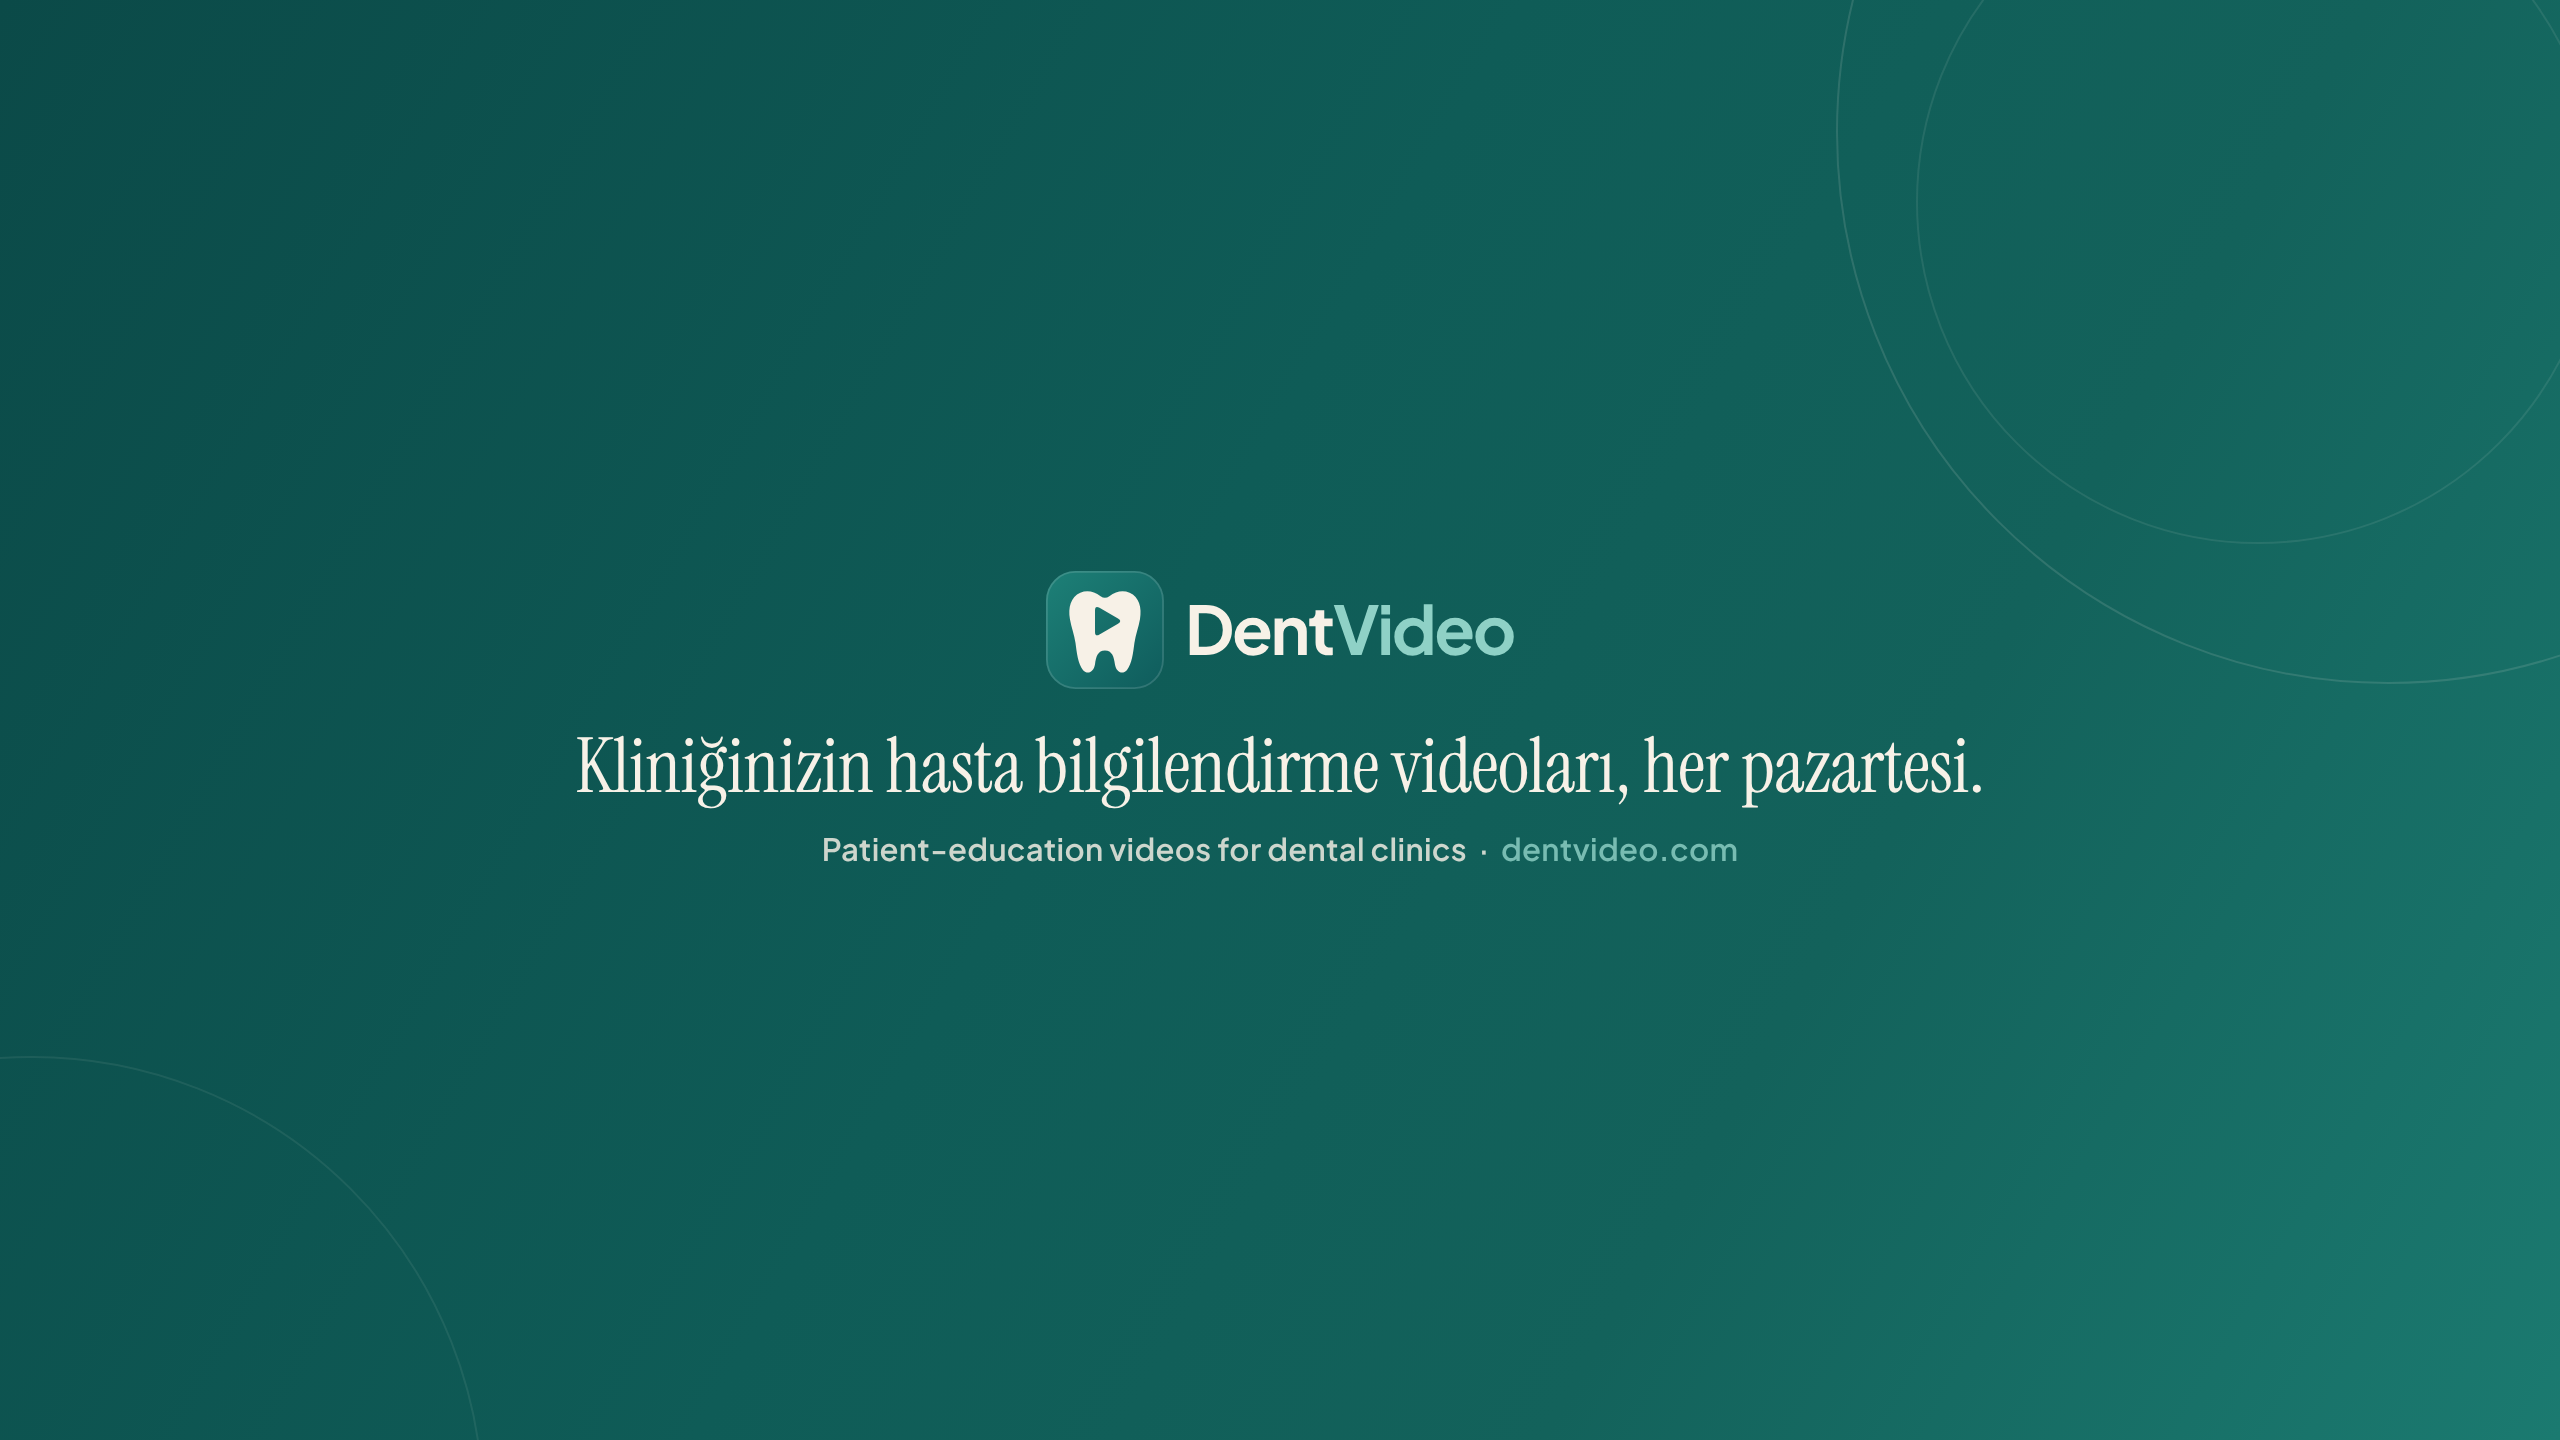 DentVideo
Kliniğinizin hasta bilgilendirme videoları, her pazartesi.
Patient-education videos for dental clinics · dentvideo.com